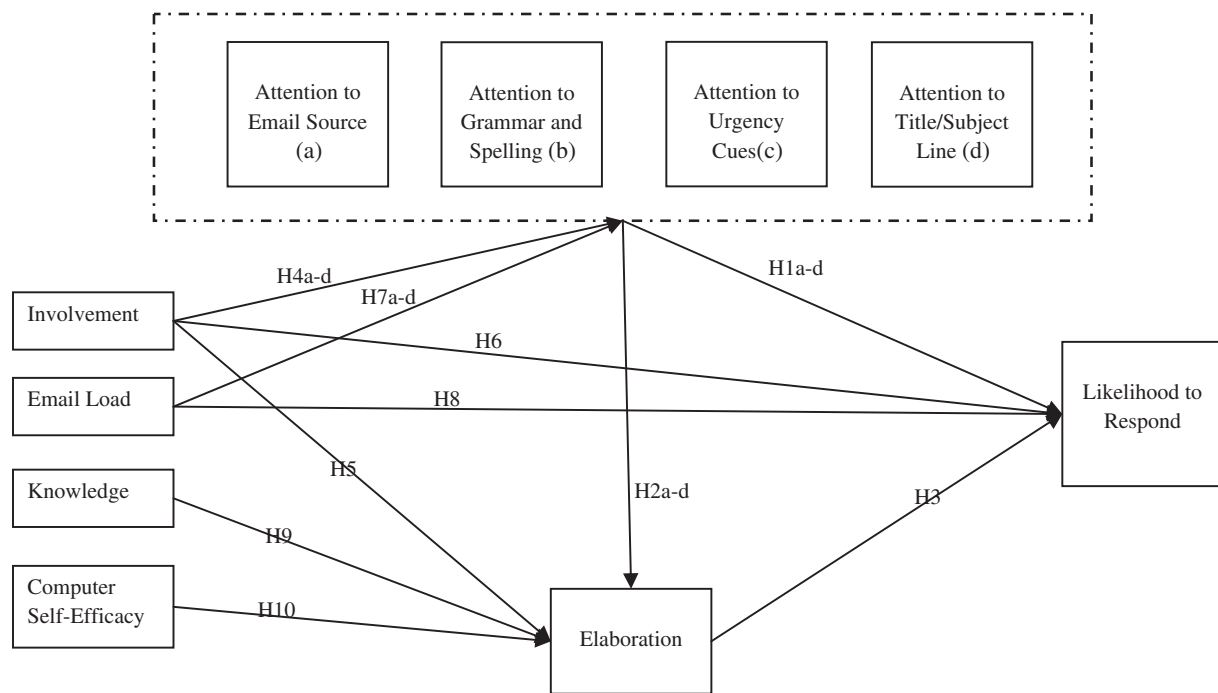 Attention to
Email Source
(a)
Attention to
Grammar and
Spelling (b)
Attention to
Urgency
Cues(c)
Attention to
Title/Subject
Line (d)
H4a-d
H1a-d
H7a-d
Involvement
H6
Email Load
H8
Likelihood to
Respond
H5
Knowledge
H2a-d
H3
H9
Computer
Self-Efficacy
H10
Elaboration